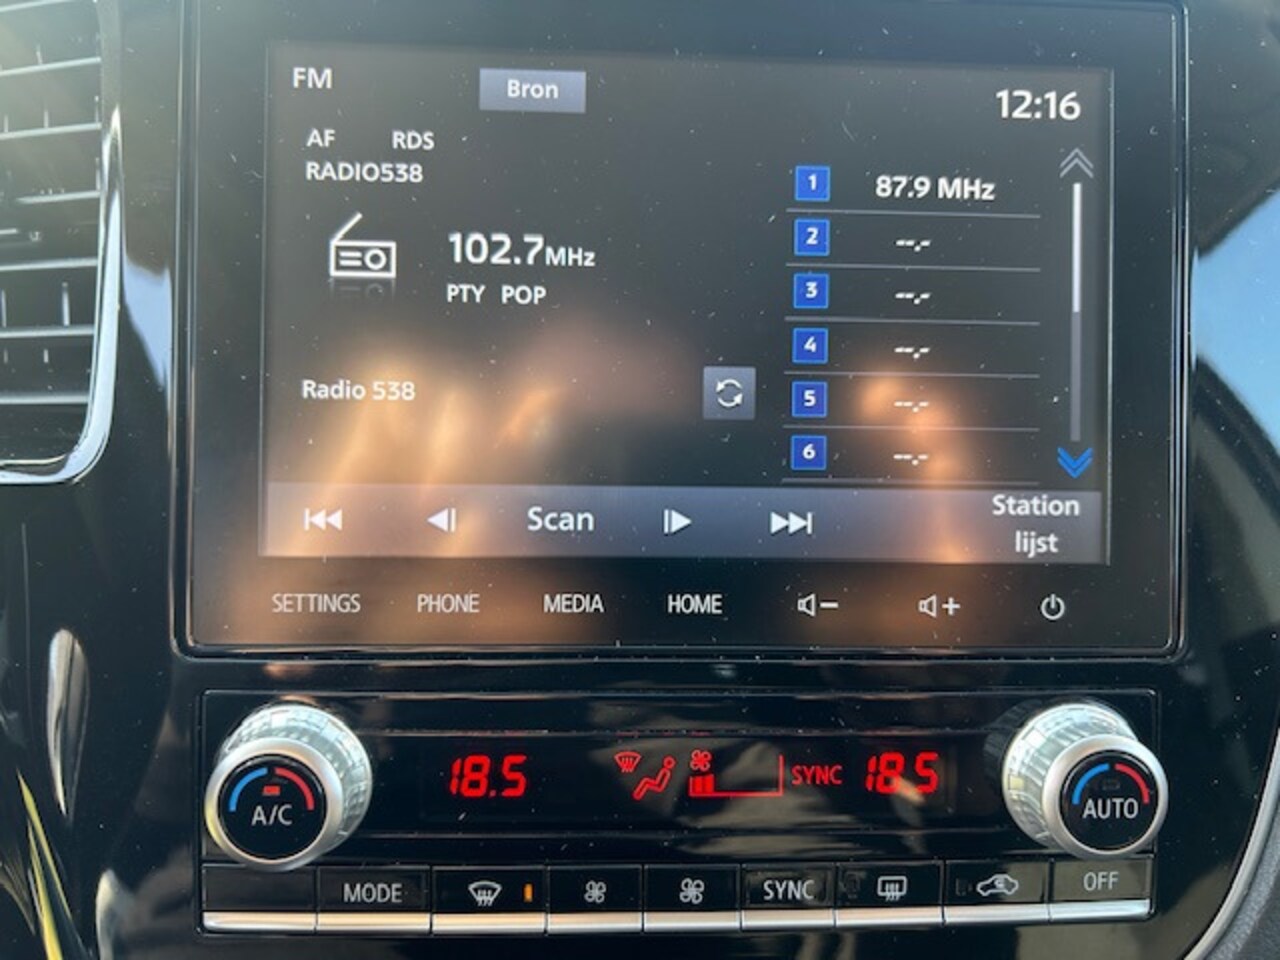 FM
Bron
12:16
AF RDS
RADIO538
102.7MHz
PTY POP
Radio 538
1 87.9 MHz
2 --.-
3 --.-
4 --.-
5 --.-
6 --.-
Scan
Station
lijst
SETTINGS PHONE MEDIA HOME
18.5 SYNC 18.5
A/C
AUTO
MODE SYNC OFF